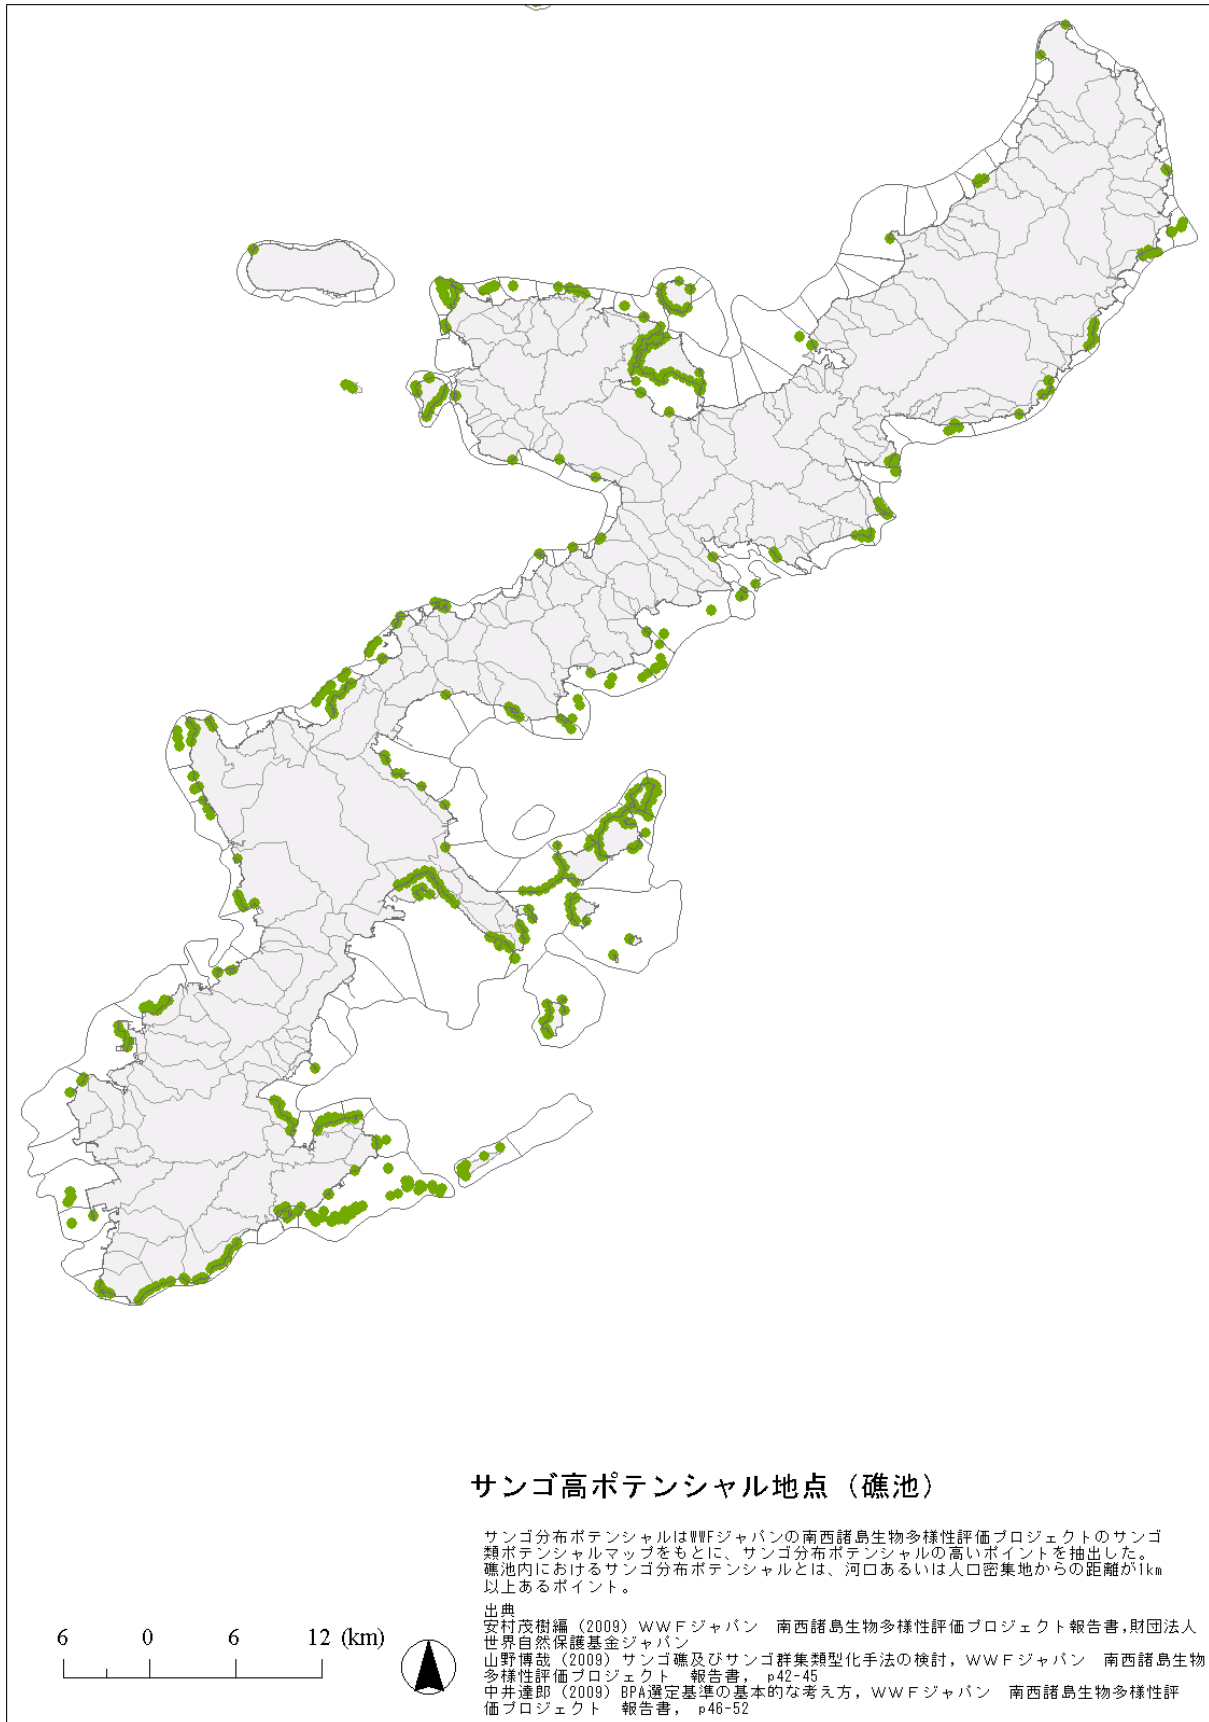 サンゴ高ポテンシャル地点（礁池）
サンゴ分布ポテンシャルはWWFジャパンの南西諸島生物多様性評価プロジェクトのサンゴ
類ポテンシャルマップをもとに、サンゴ分布ポテンシャルの高いポイントを抽出した。
礁池内におけるサンゴ分布ポテンシャルとは、河口あるいは人口密集地からの距離が1km
以上あるポイント。
出典
安村茂樹編（2009）ＷＷＦジャパン　南西諸島生物多様性評価プロジェクト報告書,財団法人
世界自然保護基金ジャパン
山野博哉（2009）サンゴ礁及びサンゴ群集類型化手法の検討，ＷＷＦジャパン　南西諸島生物
多様性評価プロジェクト　報告書，　p42-45
中井達郎（2009）BPA選定基準の基本的な考え方，ＷＷＦジャパン　南西諸島生物多様性評
価プロジェクト　報告書，　p46-52
6 0 6 12 (km)